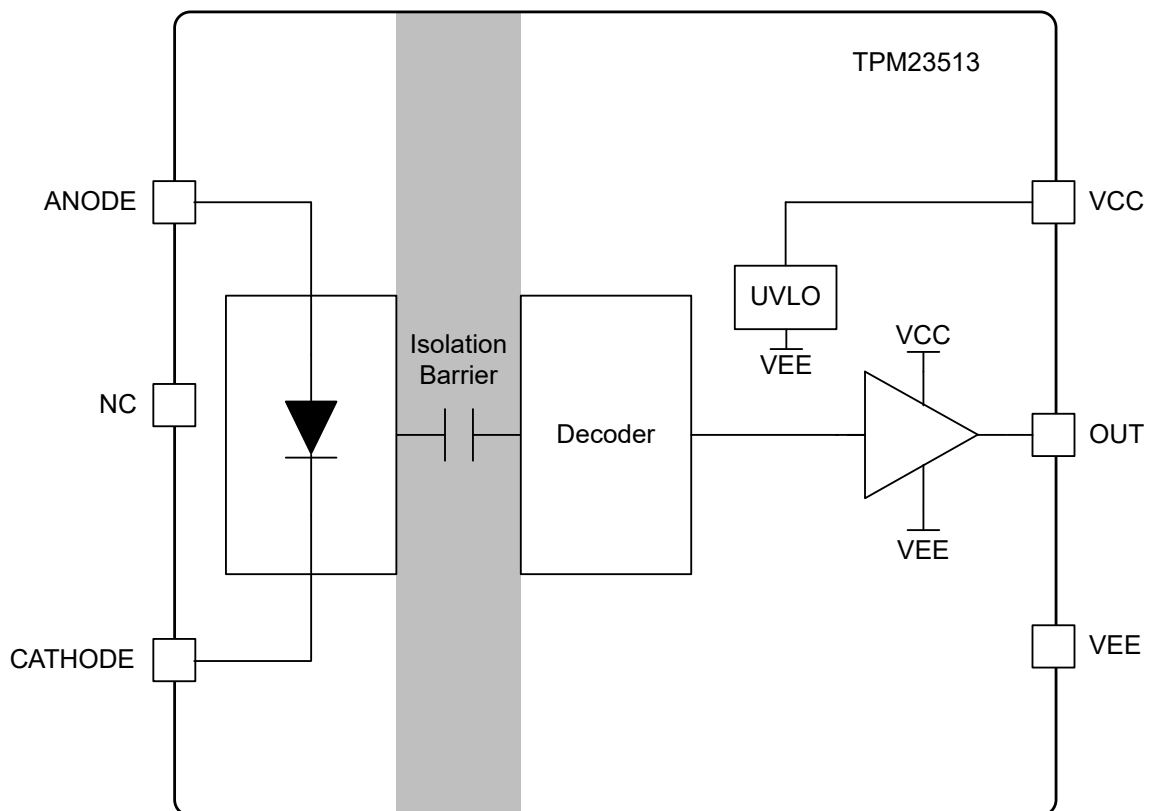 TPM23513
ANODE
VCC
UVLO
VEE
Isolation
Barrier
VCC
NC
Decoder
OUT
VEE
CATHODE
VEE